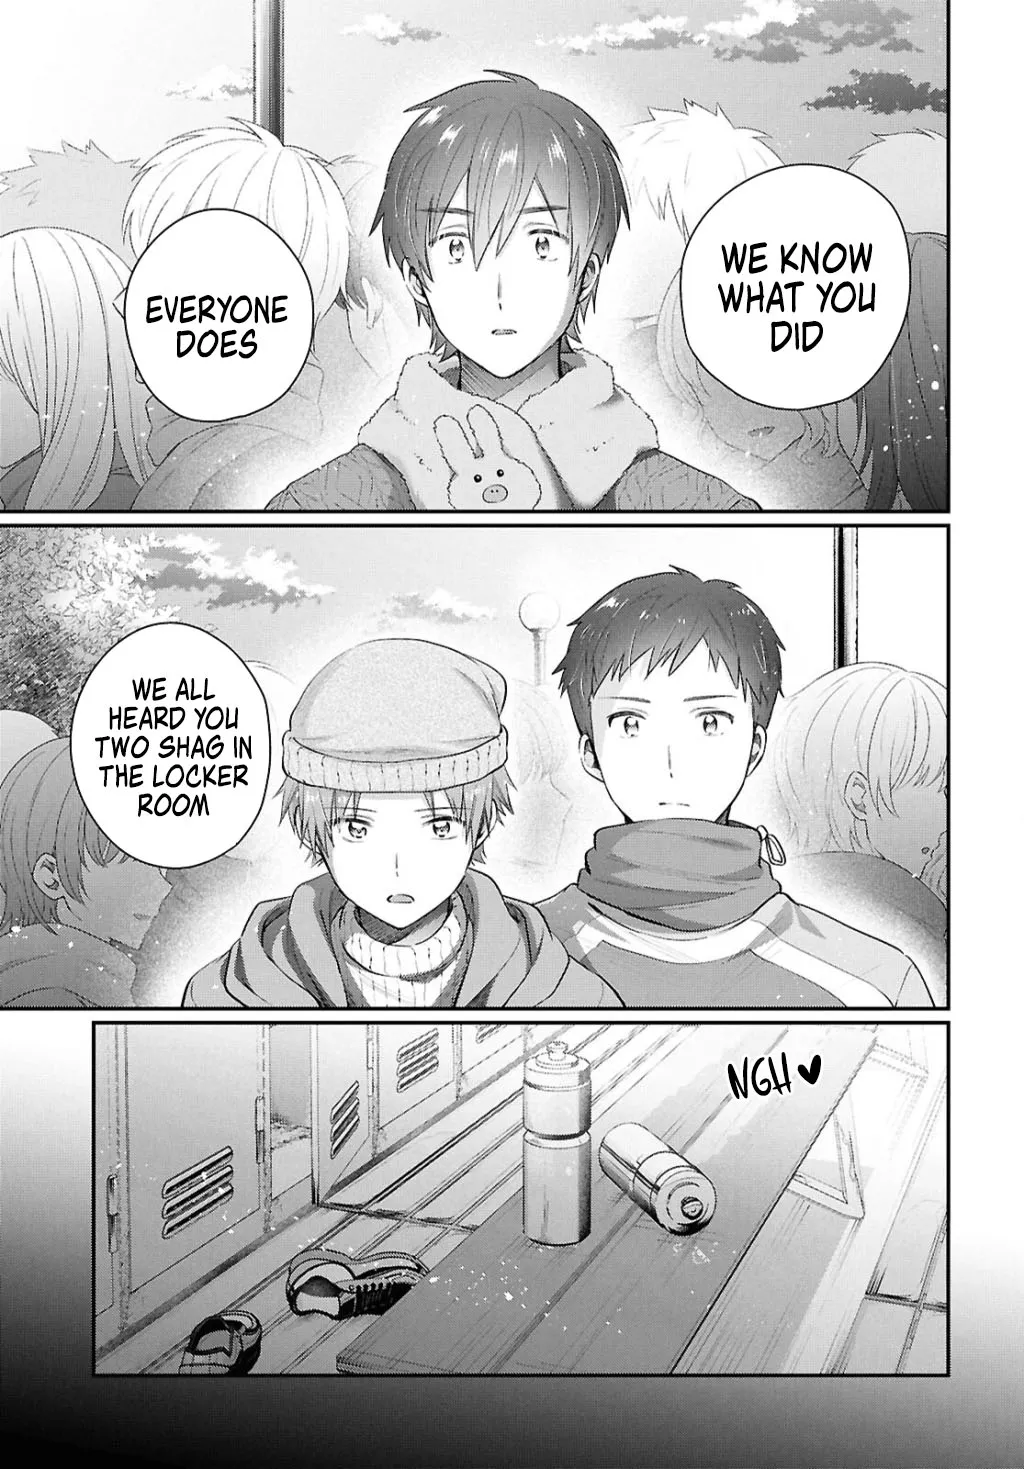 WE KNOW
WHAT YOU
DID
EVERYONE
DOES
WE ALL
HEARD YOU
TWO SHAG IN
THE LOCKER
ROOM
NGH♥